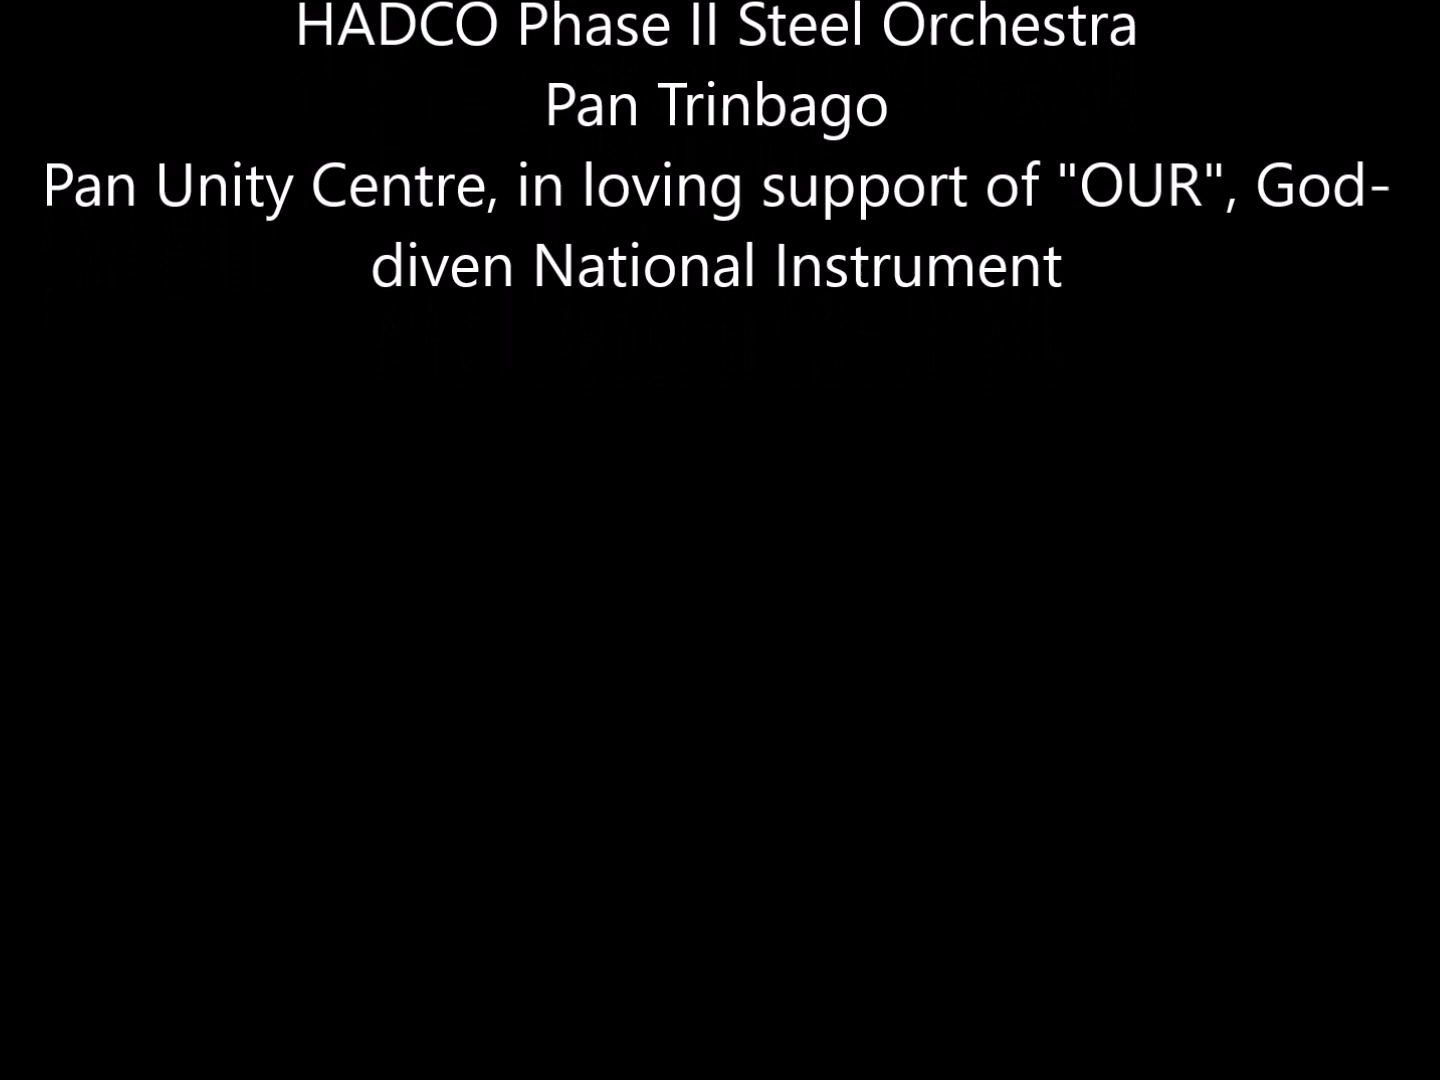 HADCO Phase II Steel Orchestra
Pan Trinbago
Pan Unity Centre, in loving support of "OUR", God-
diven National Instrument